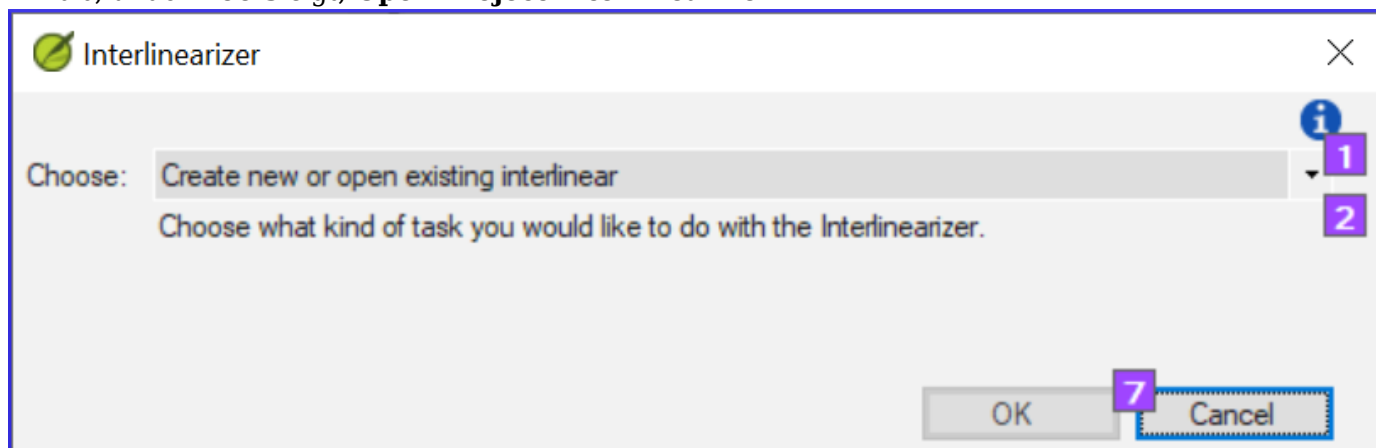 Interlinearizer
1
Choose: Create new or open existing interlinear
Choose what kind of task you would like to do with the Interlinearizer.
2
OK 7 Cancel